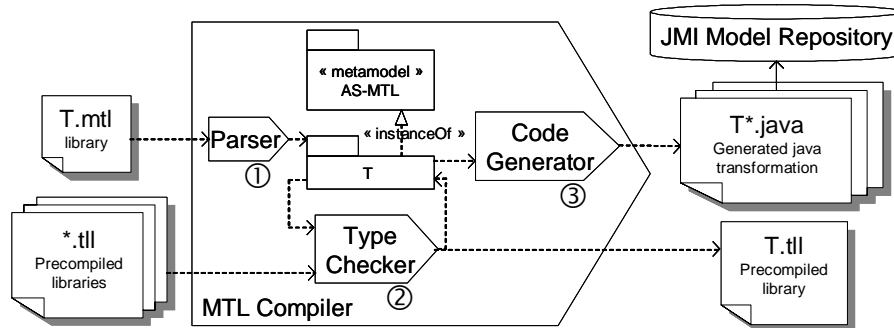 JMI Model Repository
« metamodel »
AS-MTL
T.mtl
library
Parser
①
« instanceOf »
T
Code
Generator
③
T*.java
Generated java
transformation
*.tll
Precompiled
libraries
Type
Checker
②
T.tll
Precompiled
library
MTL Compiler